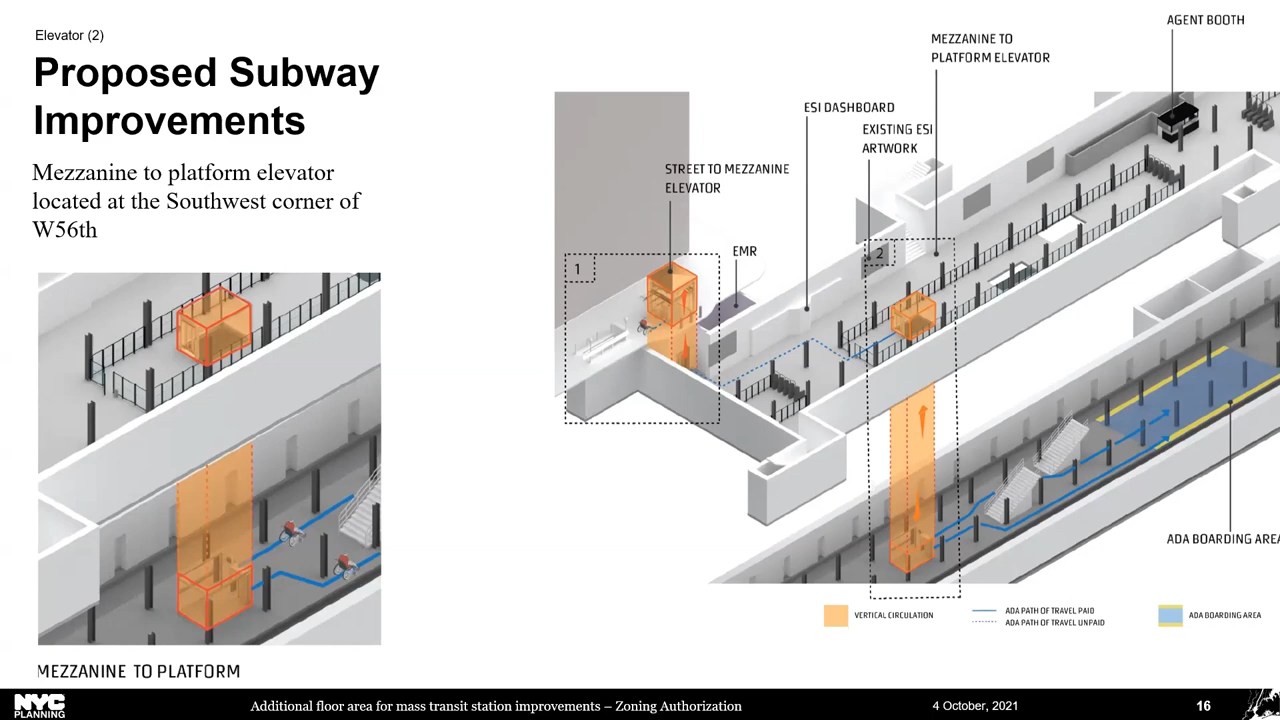 Elevator (2)
Proposed Subway
Improvements
Mezzanine to platform elevator
located at the Southwest corner of
W56th
MEZZANINE TO PLATFORM
AGENT BOOTH
MEZZANINE TO
PLATFORM ELEVATOR
ESI DASHBOARD
EXISTING ESI
ARTWORK
STREET TO MEZZANINE
ELEVATOR
EMR
1
2
ADA BOARDING AREA
VERTICAL CIRCULATION
ADA PATH OF TRAVEL PAID
ADA PATH OF TRAVEL UNPAID
ADA BOARDING AREA
NYC
PLANNING
Additional floor area for mass transit station improvements – Zoning Authorization
4 October, 2021
16